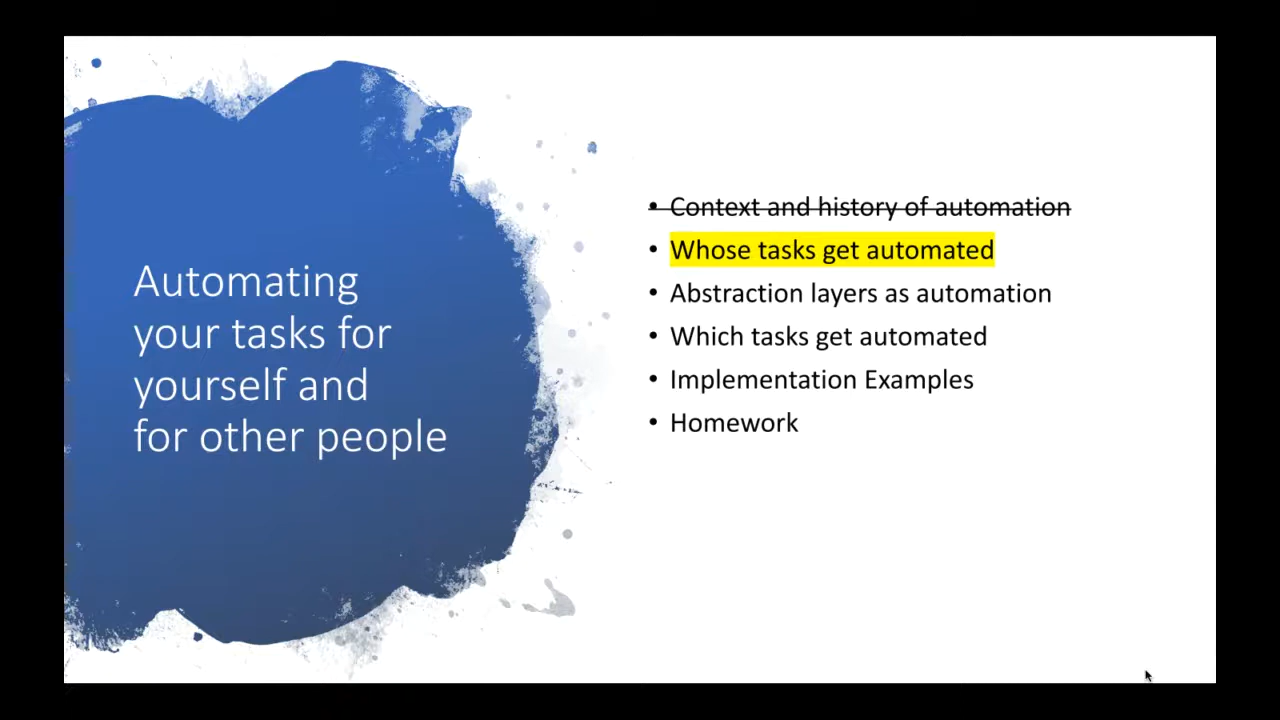 Automating
your tasks for
yourself and
for other people
• Context and history of automation
• Whose tasks get automated
• Abstraction layers as automation
• Which tasks get automated
• Implementation Examples
• Homework